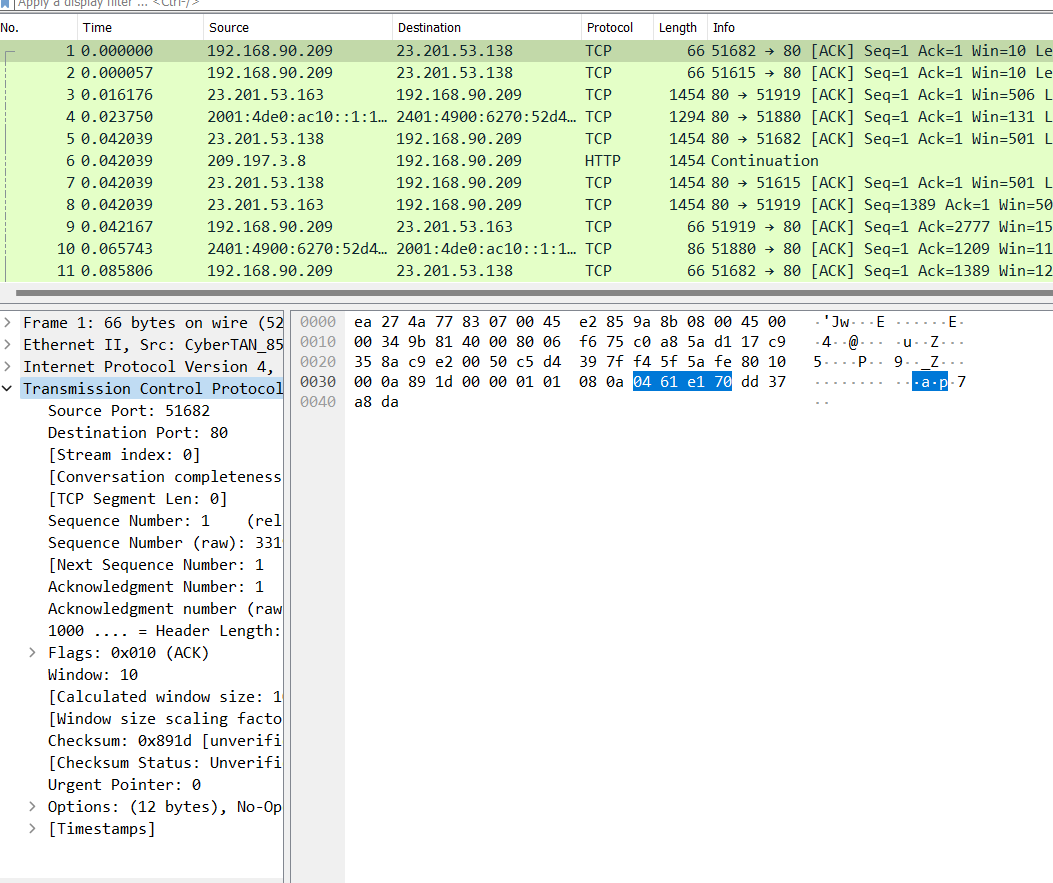 Apply a display filter ... <Ctrl-/>
No. Time Source Destination Protocol Length Info
1 0.000000 192.168.90.209 23.201.53.138 TCP 66 51682 → 80 [ACK] Seq=1 Ack=1 Win=10 Le
2 0.000057 192.168.90.209 23.201.53.138 TCP 66 51615 → 80 [ACK] Seq=1 Ack=1 Win=10 Le
3 0.016176 23.201.53.163 192.168.90.209 TCP 1454 80 → 51919 [ACK] Seq=1 Ack=1 Win=506 L
4 0.023750 2001:4de0:ac10::1:1… 2401:4900:6270:52d4… TCP 1294 80 → 51880 [ACK] Seq=1 Ack=1 Win=131 L
5 0.042039 23.201.53.138 192.168.90.209 TCP 1454 80 → 51682 [ACK] Seq=1 Ack=1 Win=501 L
6 0.042039 209.197.3.8 192.168.90.209 HTTP 1454 Continuation
7 0.042039 23.201.53.138 192.168.90.209 TCP 1454 80 → 51615 [ACK] Seq=1 Ack=1 Win=501 L
8 0.042039 23.201.53.163 192.168.90.209 TCP 1454 80 → 51919 [ACK] Seq=1389 Ack=1 Win=50
9 0.042167 192.168.90.209 23.201.53.163 TCP 66 51919 → 80 [ACK] Seq=1 Ack=2777 Win=15
10 0.065743 2401:4900:6270:52d4… 2001:4de0:ac10::1:1… TCP 86 51880 → 80 [ACK] Seq=1 Ack=1209 Win=11
11 0.085806 192.168.90.209 23.201.53.138 TCP 66 51682 → 80 [ACK] Seq=1 Ack=1389 Win=12
Frame 1: 66 bytes on wire (52
Ethernet II, Src: CyberTAN_85
Internet Protocol Version 4,
Transmission Control Protocol
Source Port: 51682
Destination Port: 80
[Stream index: 0]
[Conversation completeness
[TCP Segment Len: 0]
Sequence Number: 1 (rel
Sequence Number (raw): 331
[Next Sequence Number: 1
Acknowledgment Number: 1
Acknowledgment number (raw
1000 .... = Header Length:
Flags: 0x010 (ACK)
Window: 10
[Calculated window size: 1
[Window size scaling facto
Checksum: 0x891d [unverifi
[Checksum Status: Unverifi
Urgent Pointer: 0
Options: (12 bytes), No-Op
[Timestamps]
0000 ea 27 4a 77 83 07 00 45 e2 85 9a 8b 08 00 45 00 ·'Jw···E ······E·
0010 00 34 9b 81 40 00 80 06 f6 75 c0 a8 5a d1 17 c9 ·4··@··· ·u··Z···
0020 35 8a c9 e2 00 50 c5 d4 39 7f f4 5f 5a fe 80 10 5····P·· 9··_Z···
0030 00 0a 89 1d 00 00 01 01 08 0a 04 61 e1 70 dd 37 ········ ···a·p·7
0040 a8 da ··